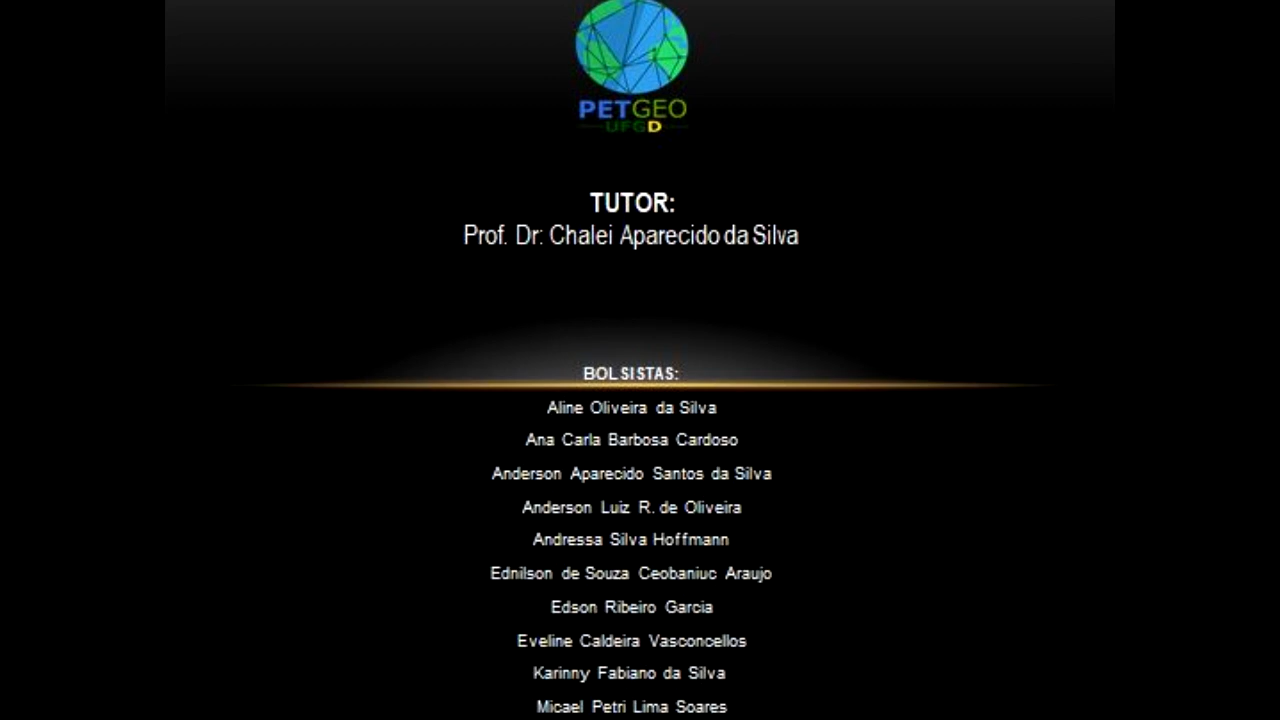 PETGEO
UFGD
TUTOR:
Prof. Dr: Chalei Aparecido da Silva
BOLSISTAS:
Aline Oliveira da Silva
Ana Carla Barbosa Cardoso
Anderson Aparecido Santos da Silva
Anderson Luiz R. de Oliveira
Andressa Silva Hoffmann
Ednilson de Souza Ceobaniuc Araujo
Edson Ribeiro Garcia
Eveline Caldeira Vasconcellos
Karinny Fabiano da Silva
Micael Petri Lima Soares